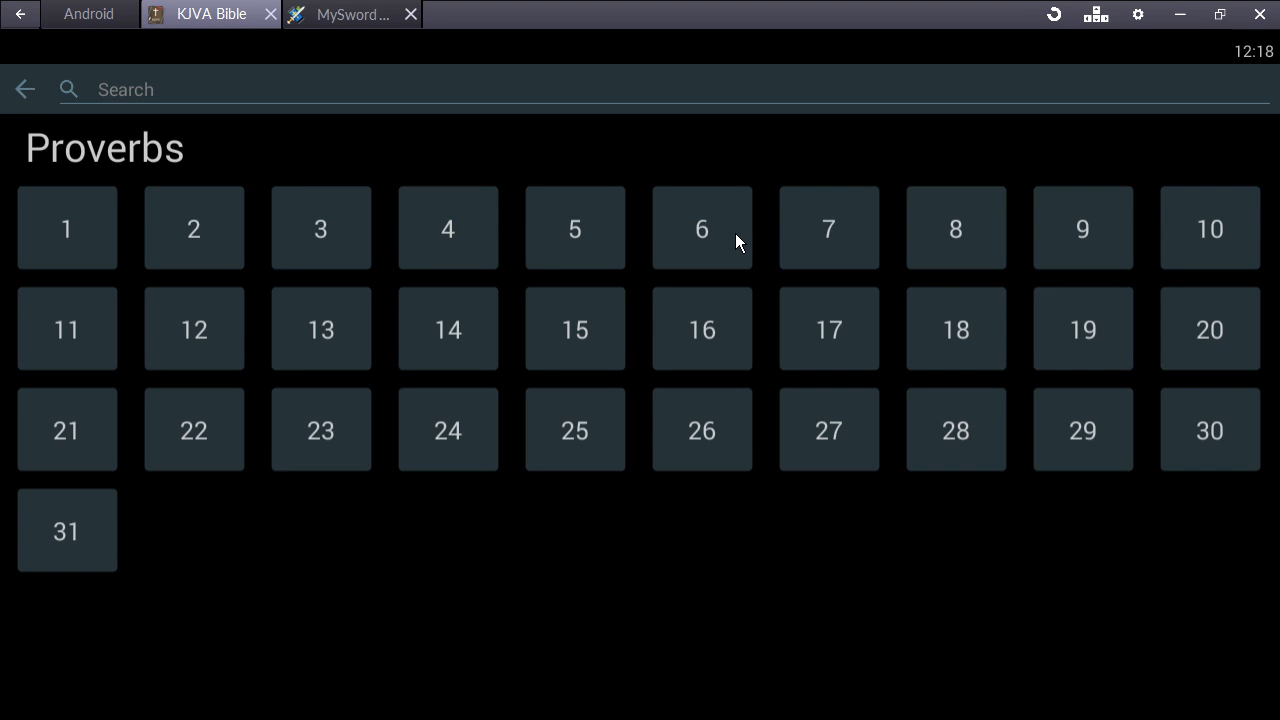 Android KJVA Bible MySword ...
12:18
Search
Proverbs
1 2 3 4 5 6 7 8 9 10
11 12 13 14 15 16 17 18 19 20
21 22 23 24 25 26 27 28 29 30
31